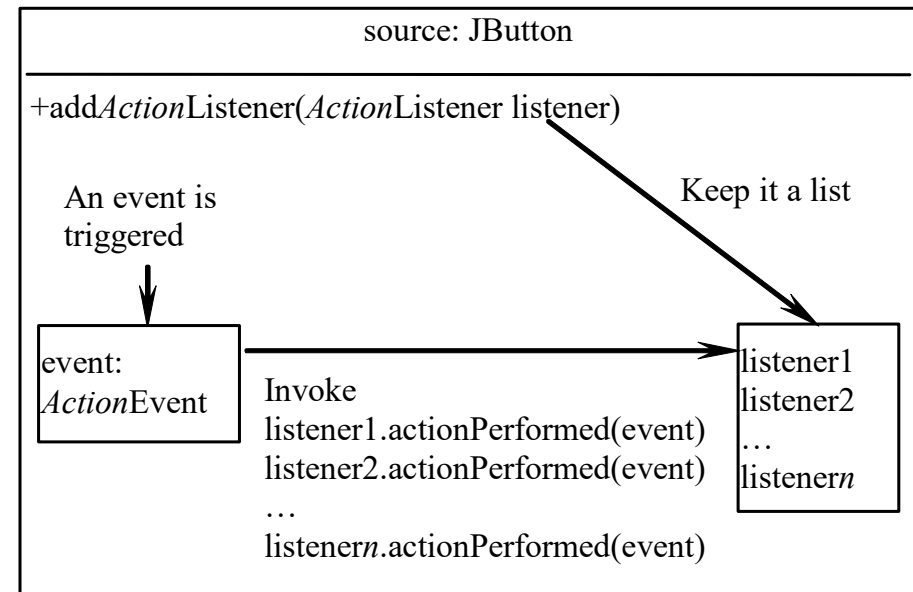 source: JButton
+addActionListener(ActionListener listener)
An event is
triggered
Keep it a list
event:
ActionEvent
Invoke
listener1.actionPerformed(event)
listener2.actionPerformed(event)
…
listenern.actionPerformed(event)
listener1
listener2
…
listenern